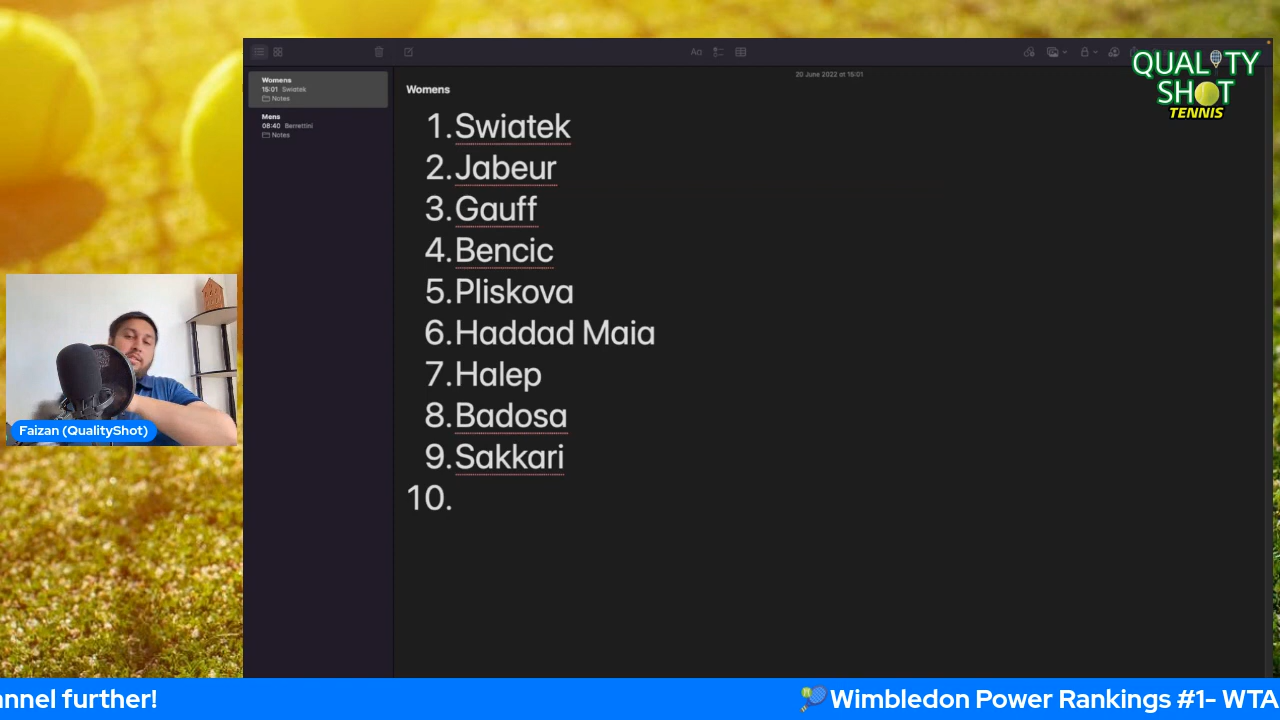 Womens
15:01 Swiatek
Notes
Mens
08:40 Berrettini
Notes
Aa
20 June 2022 at 15:01
QUALITY
SHOT
TENNIS
Womens
1. Swiatek
2. Jabeur
3. Gauff
4. Bencic
5. Pliskova
6. Haddad Maia
7. Halep
8. Badosa
9. Sakkari
10.
Faizan (QualityShot)
annel further!
Wimbledon Power Rankings #1- WTA